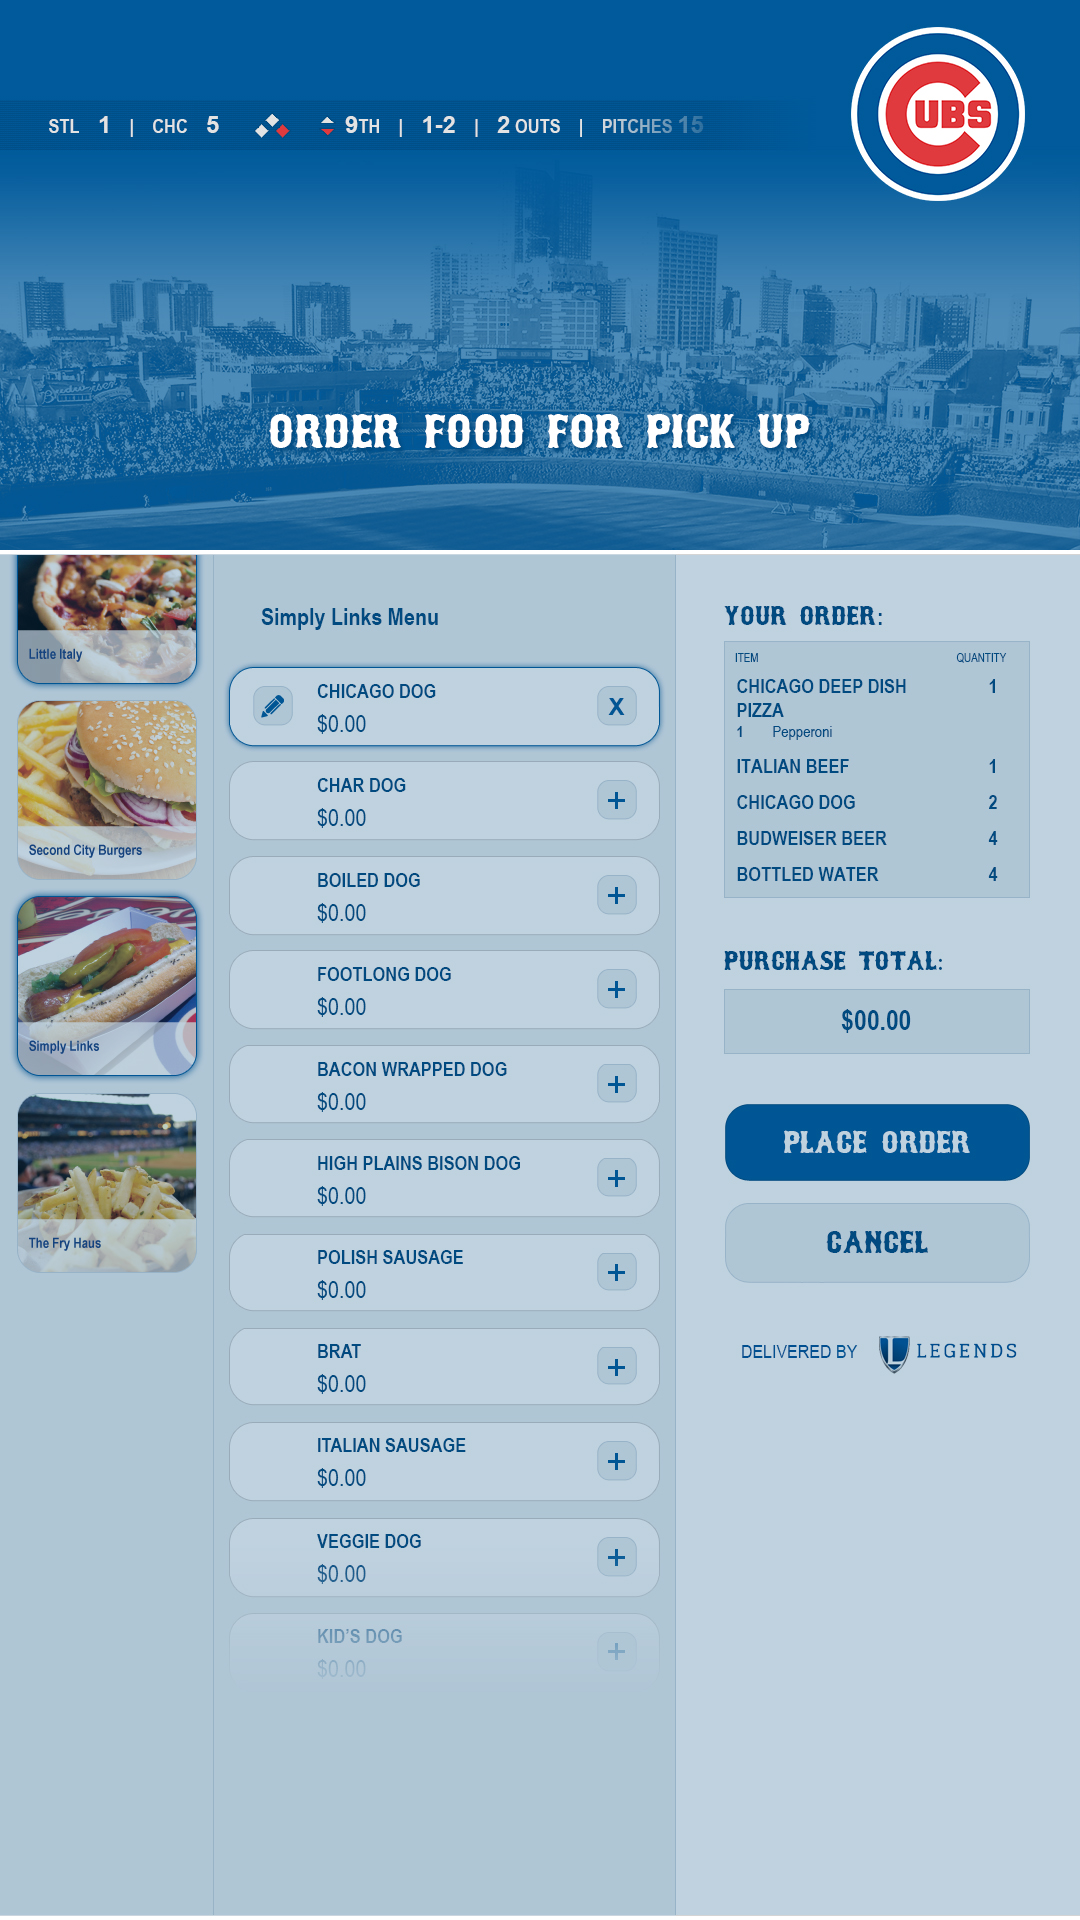 STL 1 | CHC 5 9TH | 1-2 | 2 OUTS | PITCHES 15
CUBS
Budweiser
ORDER FOOD FOR PICK UP
Little Italy
Second City Burgers
Simply Links
The Fry Haus
Simply Links Menu
CHICAGO DOG
$0.00
X
CHAR DOG
$0.00
+
BOILED DOG
$0.00
+
FOOTLONG DOG
$0.00
+
BACON WRAPPED DOG
$0.00
+
HIGH PLAINS BISON DOG
$0.00
+
POLISH SAUSAGE
$0.00
+
BRAT
$0.00
+
ITALIAN SAUSAGE
$0.00
+
VEGGIE DOG
$0.00
+
KID'S DOG
$0.00
+
YOUR ORDER:
ITEM QUANTITY
CHICAGO DEEP DISH 1
PIZZA
1 Pepperoni
ITALIAN BEEF 1
CHICAGO DOG 2
BUDWEISER BEER 4
BOTTLED WATER 4
PURCHASE TOTAL:
$00.00
PLACE ORDER
CANCEL
DELIVERED BY L LEGENDS